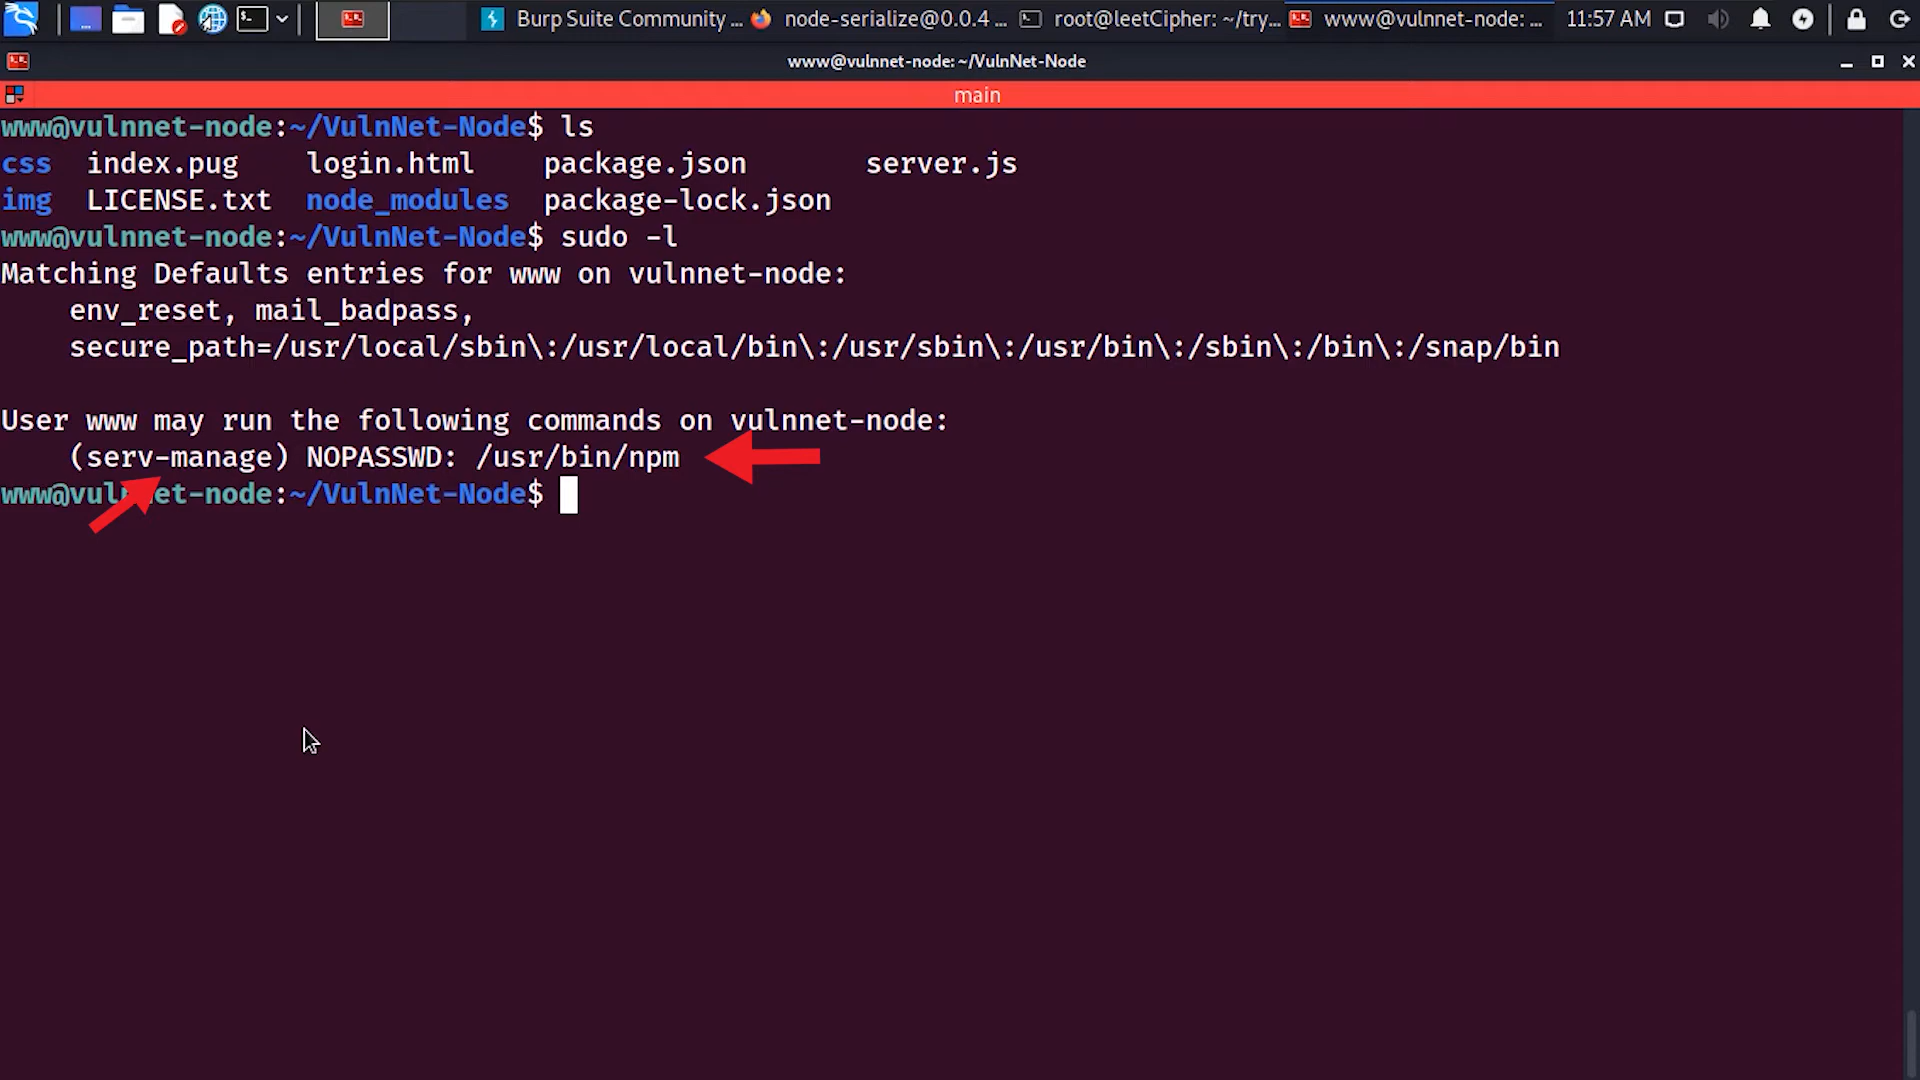 Burp Suite Community ... node-serialize@0.0.4 ... root@leetCipher: ~/try... www@vulnnet-node: ... 11:57 AM
www@vulnnet-node:~/VulnNet-Node
main
www@vulnnet-node:~/VulnNet-Node$ ls
css index.pug login.html package.json server.js
img LICENSE.txt node_modules package-lock.json
www@vulnnet-node:~/VulnNet-Node$ sudo -l
Matching Defaults entries for www on vulnnet-node:
env_reset, mail_badpass,
secure_path=/usr/local/sbin\:/usr/local/bin\:/usr/sbin\:/usr/bin\:/sbin\:/bin\:/snap/bin
User www may run the following commands on vulnnet-node:
(serv-manage) NOPASSWD: /usr/bin/npm
www@vulnnet-node:~/VulnNet-Node$